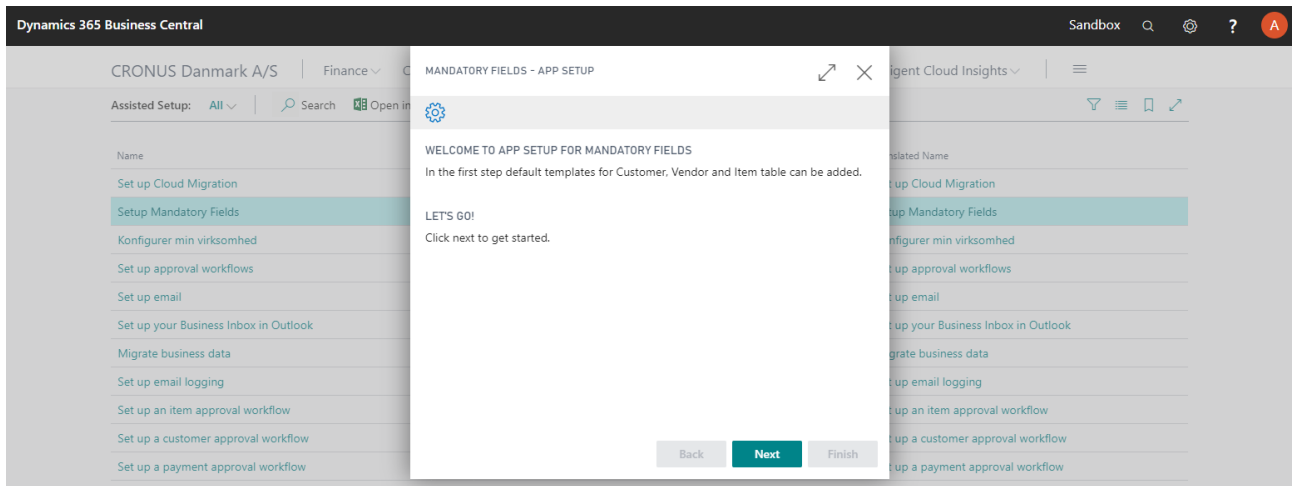 Dynamics 365 Business Central
Sandbox
?
A
CRONUS Danmark A/S
Finance
MANDATORY FIELDS - APP SETUP
Cloud Insights
Assisted Setup: All
Search
Open in
Name
WELCOME TO APP SETUP FOR MANDATORY FIELDS
In the first step default templates for Customer, Vendor and Item table can be added.
LET'S GO!
Click next to get started.
Name
Set up Cloud Migration
up Cloud Migration
Setup Mandatory Fields
Mandatory Fields
Konfigurer min virksomhed
min virksomhed
Set up approval workflows
up approval workflows
Set up email
up email
Set up your Business Inbox in Outlook
up your Business Inbox in Outlook
Migrate business data
business data
Set up email logging
up email logging
Set up an item approval workflow
up an item approval workflow
Set up a customer approval workflow
up a customer approval workflow
Set up a payment approval workflow
up a payment approval workflow
Back
Next
Finish